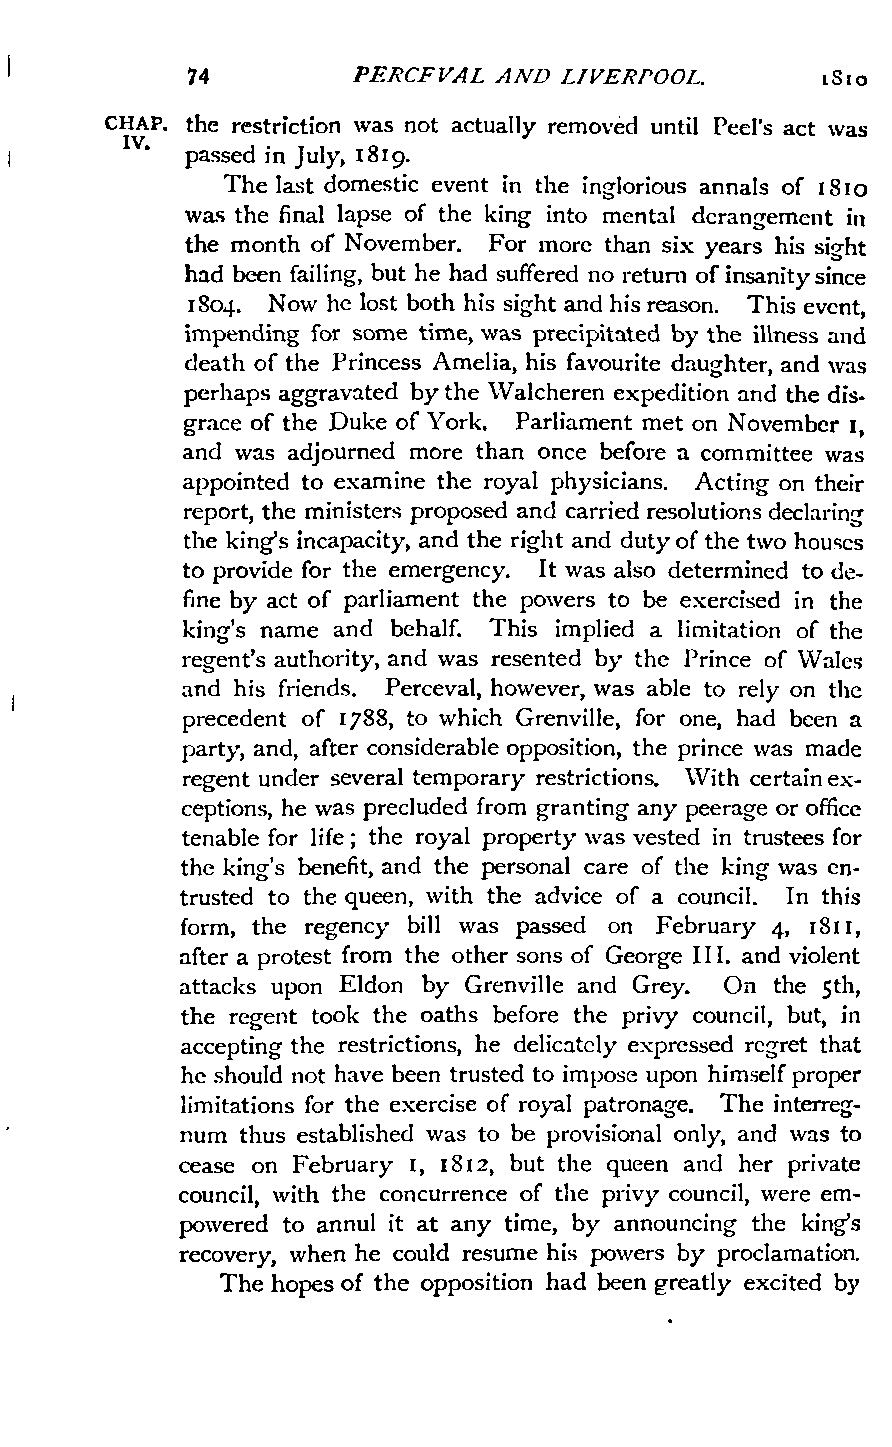 74 PERCEVAL AND LIVERPOOL. 1810
CHAP. the restriction was not actually removed until Peel's act was
IV. passed in July, 1819.
The last domestic event in the inglorious annals of 1810
was the final lapse of the king into mental derangement in
the month of November. For more than six years his sight
had been failing, but he had suffered no return of insanity since
1804. Now he lost both his sight and his reason. This event,
impending for some time, was precipitated by the illness and
death of the Princess Amelia, his favourite daughter, and was
perhaps aggravated by the Walcheren expedition and the dis-
grace of the Duke of York. Parliament met on November 1,
and was adjourned more than once before a committee was
appointed to examine the royal physicians. Acting on their
report, the ministers proposed and carried resolutions declaring
the king's incapacity, and the right and duty of the two houses
to provide for the emergency. It was also determined to de-
fine by act of parliament the powers to be exercised in the
king's name and behalf. This implied a limitation of the
regent's authority, and was resented by the Prince of Wales
and his friends. Perceval, however, was able to rely on the
precedent of 1788, to which Grenville, for one, had been a
party, and, after considerable opposition, the prince was made
regent under several temporary restrictions. With certain ex-
ceptions, he was precluded from granting any peerage or office
tenable for life; the royal property was vested in trustees for
the king's benefit, and the personal care of the king was en-
trusted to the queen, with the advice of a council. In this
form, the regency bill was passed on February 4, 1811,
after a protest from the other sons of George III. and violent
attacks upon Eldon by Grenville and Grey. On the 5th,
the regent took the oaths before the privy council, but, in
accepting the restrictions, he delicately expressed regret that
he should not have been trusted to impose upon himself proper
limitations for the exercise of royal patronage. The interreg-
num thus established was to be provisional only, and was to
cease on February 1, 1812, but the queen and her private
council, with the concurrence of the privy council, were em-
powered to annul it at any time, by announcing the king's
recovery, when he could resume his powers by proclamation.
The hopes of the opposition had been greatly excited by